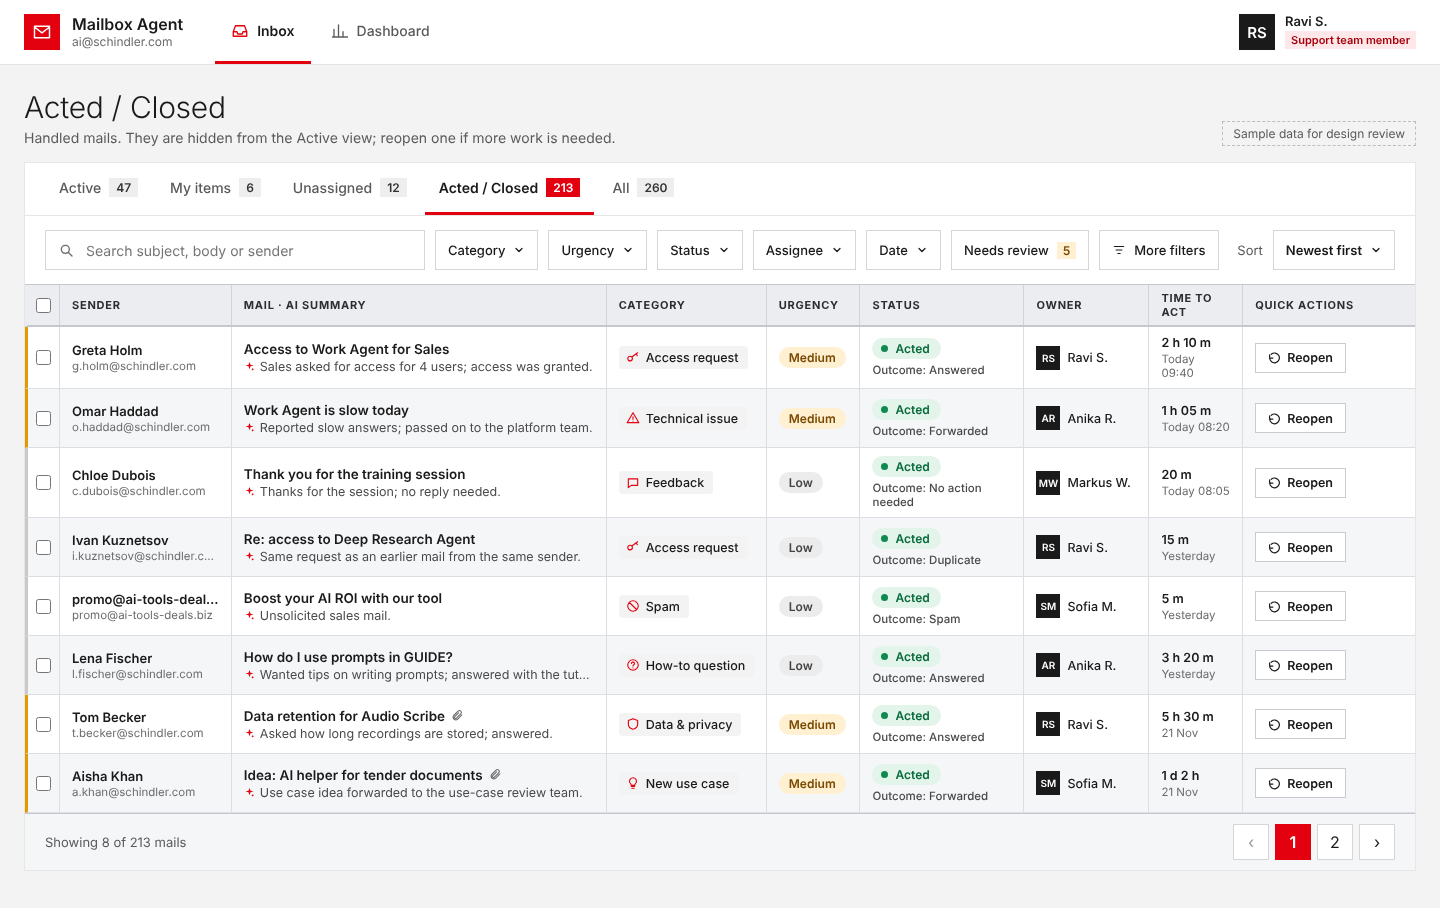 Mailbox Agent
ai@schindler.com
Inbox
Dashboard
RS
Ravi S.
Support team member
Acted / Closed
Handled mails. They are hidden from the Active view; reopen one if more work is needed.
Sample data for design review
Active 47
My items 6
Unassigned 12
Acted / Closed 213
All 260
Search subject, body or sender
Category
Urgency
Status
Assignee
Date
Needs review 5
More filters
Sort
Newest first
SENDER
MAIL · AI SUMMARY
CATEGORY
URGENCY
STATUS
OWNER
TIME TO
ACT
QUICK ACTIONS
Greta Holm
g.holm@schindler.com
Access to Work Agent for Sales
Sales asked for access for 4 users; access was granted.
Access request
Medium
Acted
Outcome: Answered
RS
Ravi S.
2 h 10 m
Today
09:40
Reopen
Omar Haddad
o.haddad@schindler.com
Work Agent is slow today
Reported slow answers; passed on to the platform team.
Technical issue
Medium
Acted
Outcome: Forwarded
AR
Anika R.
1 h 05 m
Today 08:20
Reopen
Chloe Dubois
c.dubois@schindler.com
Thank you for the training session
Thanks for the session; no reply needed.
Feedback
Low
Acted
Outcome: No action
needed
MW
Markus W.
20 m
Today 08:05
Reopen
Ivan Kuznetsov
i.kuznetsov@schindler.c...
Re: access to Deep Research Agent
Same request as an earlier mail from the same sender.
Access request
Low
Acted
Outcome: Duplicate
RS
Ravi S.
15 m
Yesterday
Reopen
promo@ai-tools-deal...
promo@ai-tools-deals.biz
Boost your AI ROI with our tool
Unsolicited sales mail.
Spam
Low
Acted
Outcome: Spam
SM
Sofia M.
5 m
Yesterday
Reopen
Lena Fischer
l.fischer@schindler.com
How do I use prompts in GUIDE?
Wanted tips on writing prompts; answered with the tut...
How-to question
Low
Acted
Outcome: Answered
AR
Anika R.
3 h 20 m
Yesterday
Reopen
Tom Becker
t.becker@schindler.com
Data retention for Audio Scribe
Asked how long recordings are stored; answered.
Data & privacy
Medium
Acted
Outcome: Answered
RS
Ravi S.
5 h 30 m
21 Nov
Reopen
Aisha Khan
a.khan@schindler.com
Idea: AI helper for tender documents
Use case idea forwarded to the use-case review team.
New use case
Medium
Acted
Outcome: Forwarded
SM
Sofia M.
1 d 2 h
21 Nov
Reopen
Showing 8 of 213 mails
‹ 1 2 ›